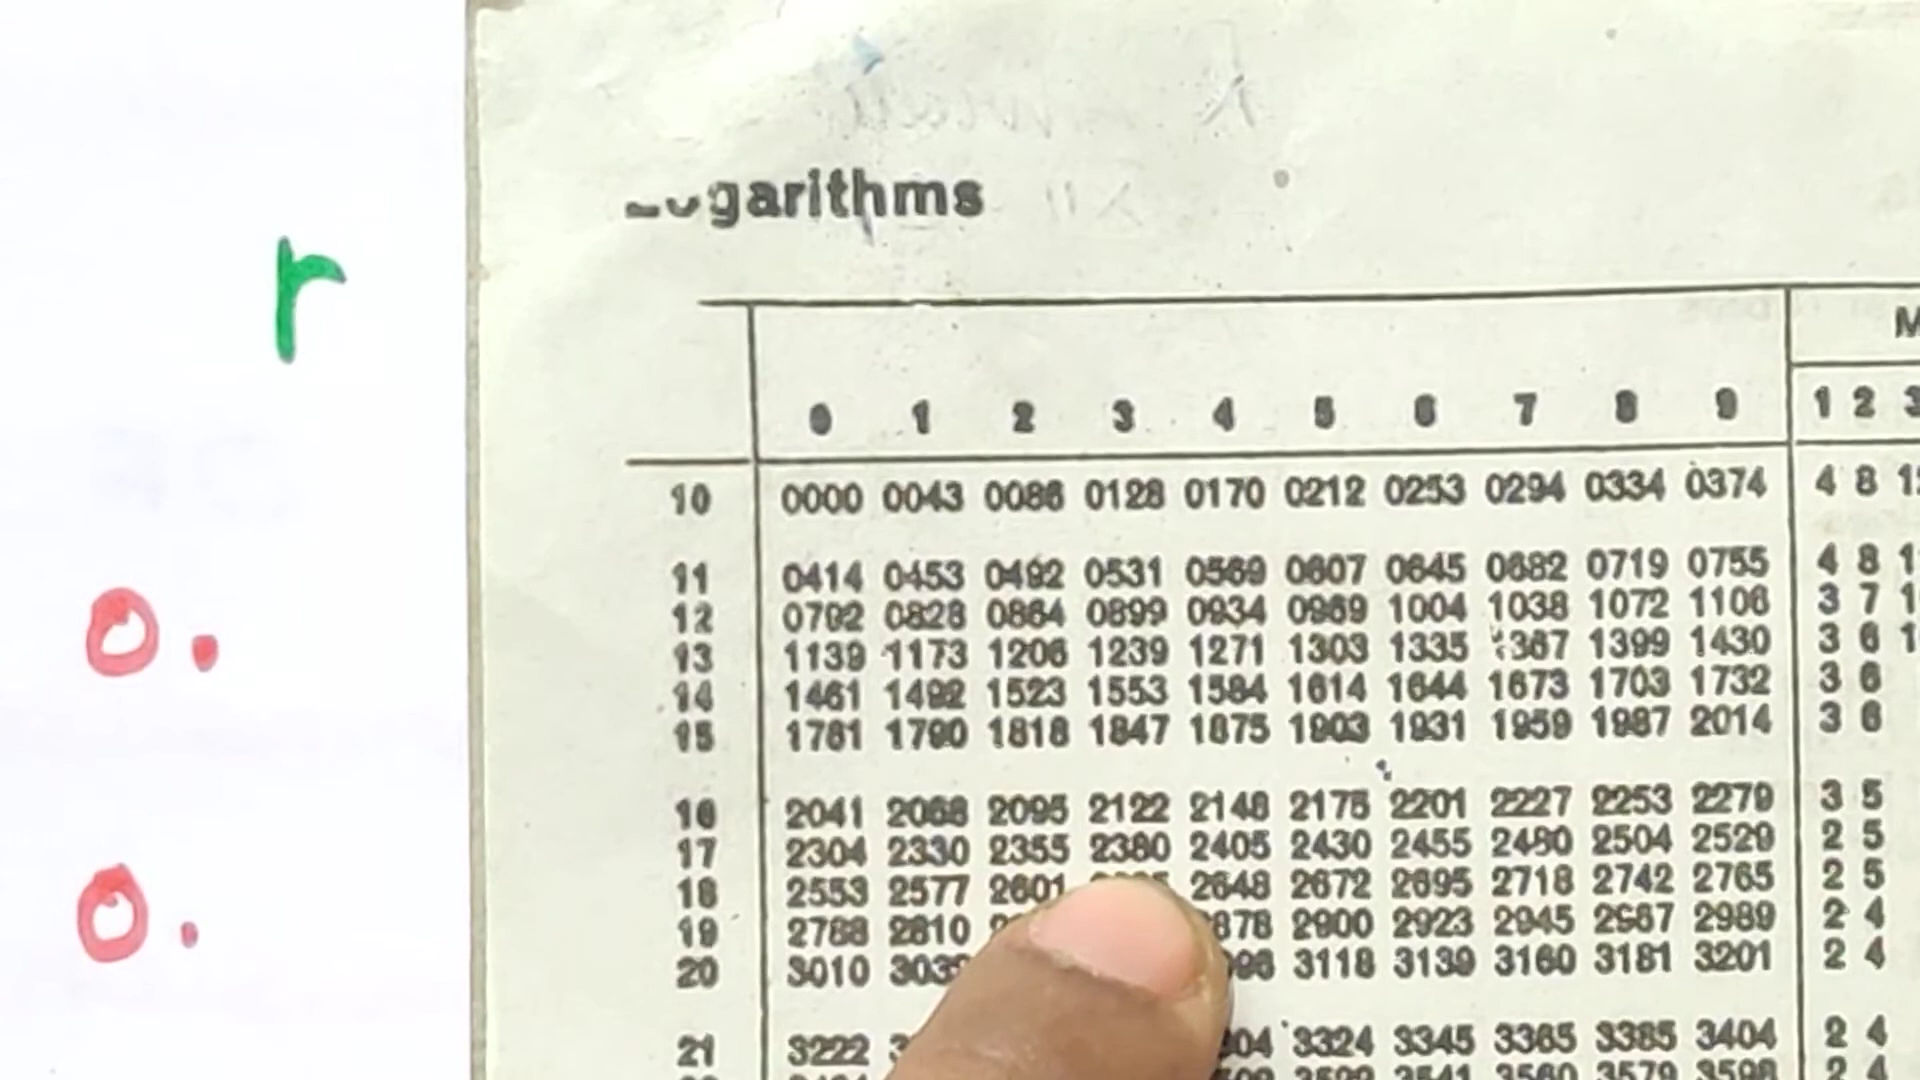 r
0.
0.
garithms
M
0 1 2 3 4 5 6 7 8 9 1 2 3
10 0000 0043 0086 0128 0170 0212 0253 0294 0334 0374 4 8
11 0414 0453 0492 0531 0569 0607 0645 0682 0719 0755 4 8
12 0792 0828 0864 0899 0934 0969 1004 1038 1072 1106 3 7
13 1139 1173 1206 1239 1271 1303 1335 1367 1399 1430 3 6
14 1461 1492 1523 1553 1584 1614 1644 1673 1703 1732 3 6
15 1761 1790 1818 1847 1875 1903 1931 1959 1987 2014 3 6
16 2041 2068 2095 2122 2148 2175 2201 2227 2253 2279 3 5
17 2304 2330 2355 2380 2405 2430 2455 2480 2504 2529 2 5
18 2553 2577 2601 2648 2672 2695 2718 2742 2765 2 5
19 2788 2810 878 2900 2923 2945 2967 2989 2 4
20 3010 3118 3139 3160 3181 3201 2 4
21 3222 3324 3345 3365 3385 3404 2 4